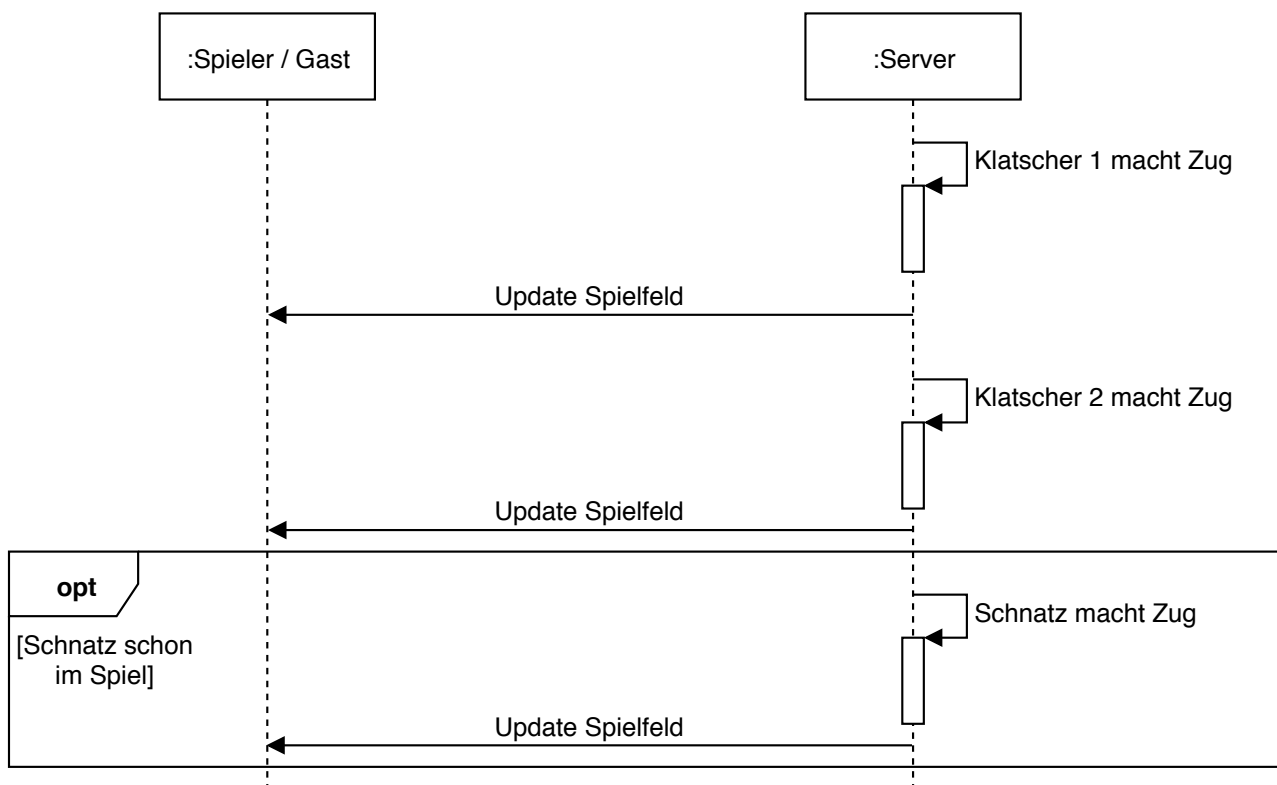 :Spieler / Gast
:Server
Klatscher 1 macht Zug
Update Spielfeld
Klatscher 2 macht Zug
Update Spielfeld
opt
[Schnatz schon
im Spiel]
Schnatz macht Zug
Update Spielfeld